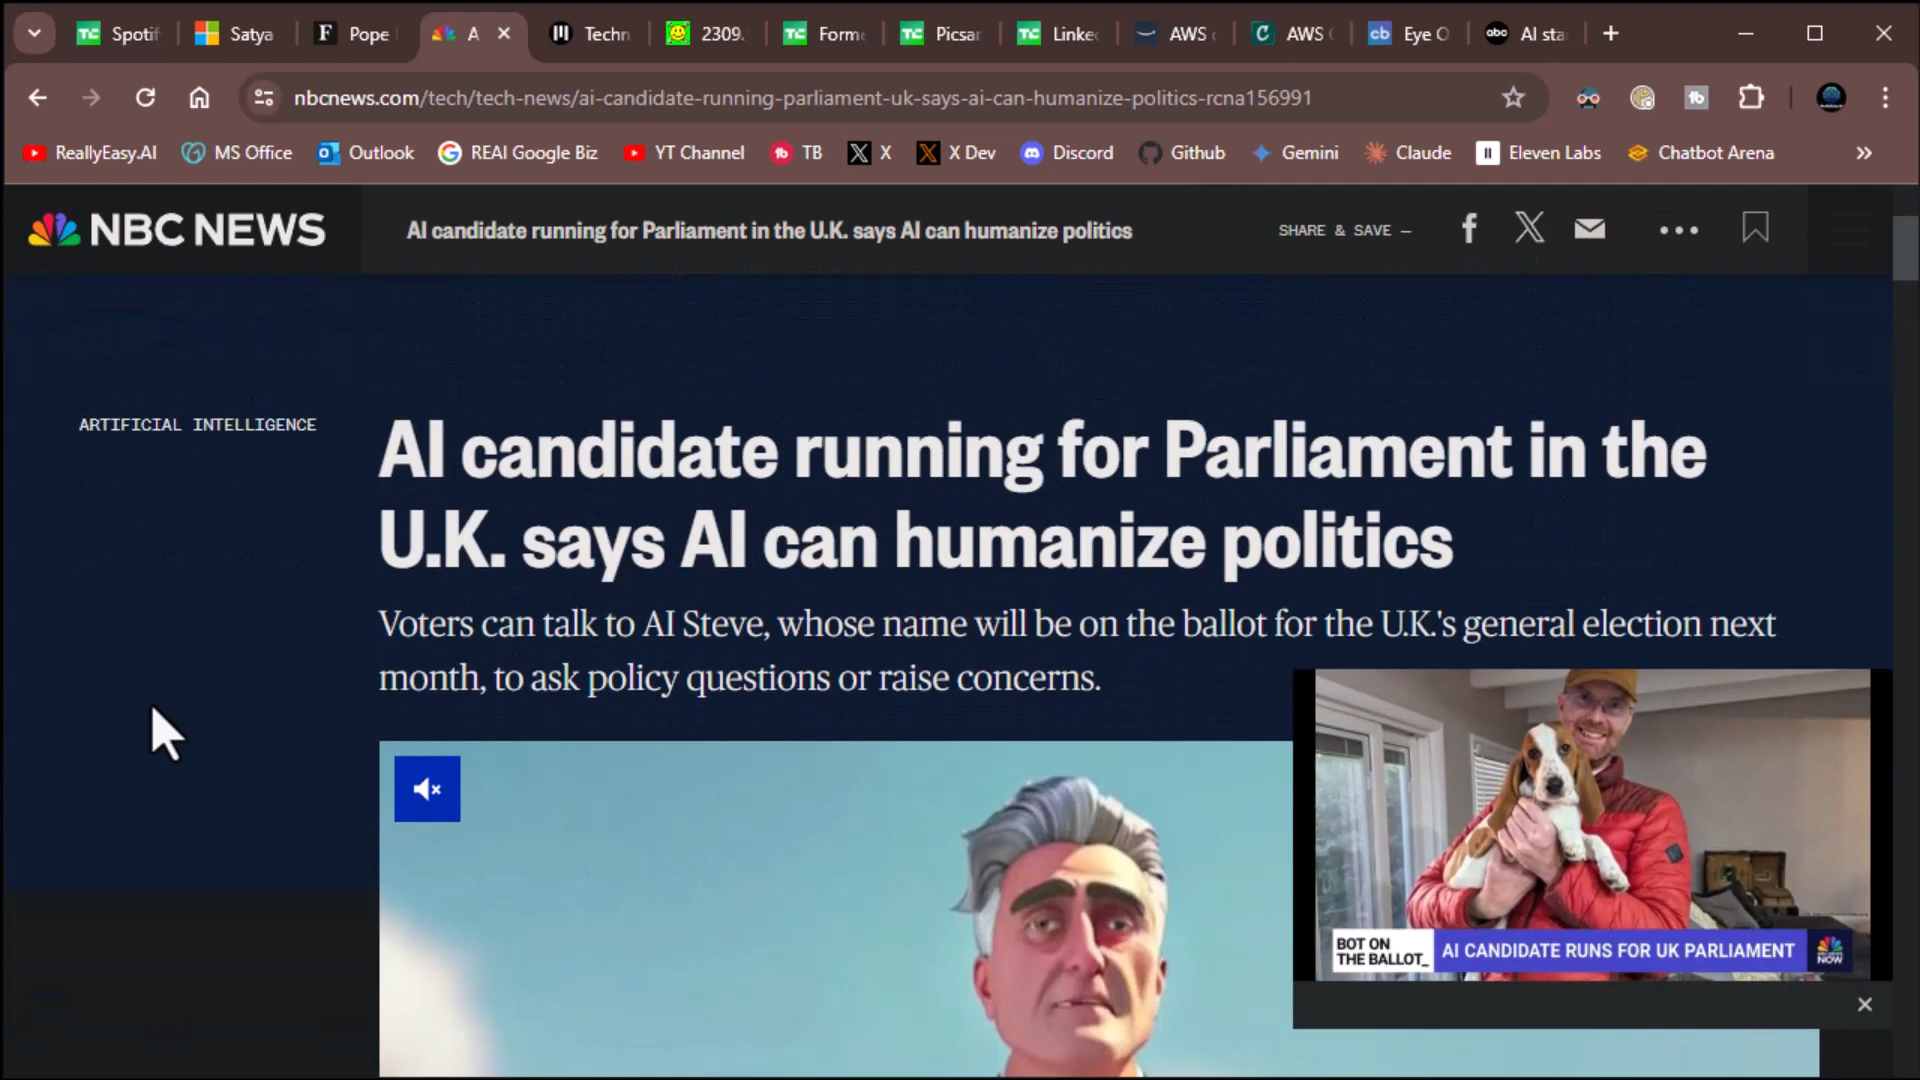 Spotif
Satya
Pope
A
Techn
2309.
Forme
Picsar
Linke
AWS
AWS
Eye O
AI sta
nbcnews.com/tech/tech-news/ai-candidate-running-parliament-uk-says-ai-can-humanize-politics-rcna156991
ReallyEasy.AI
MS Office
Outlook
REAI Google Biz
YT Channel
TB
X
X Dev
Discord
Github
Gemini
Claude
Eleven Labs
Chatbot Arena
NBC NEWS
AI candidate running for Parliament in the U.K. says AI can humanize politics
SHARE & SAVE —
ARTIFICIAL INTELLIGENCE
AI candidate running for Parliament in the
U.K. says AI can humanize politics
Voters can talk to AI Steve, whose name will be on the ballot for the U.K.'s general election next
month, to ask policy questions or raise concerns.
BOT ON
THE BALLOT_
AI CANDIDATE RUNS FOR UK PARLIAMENT